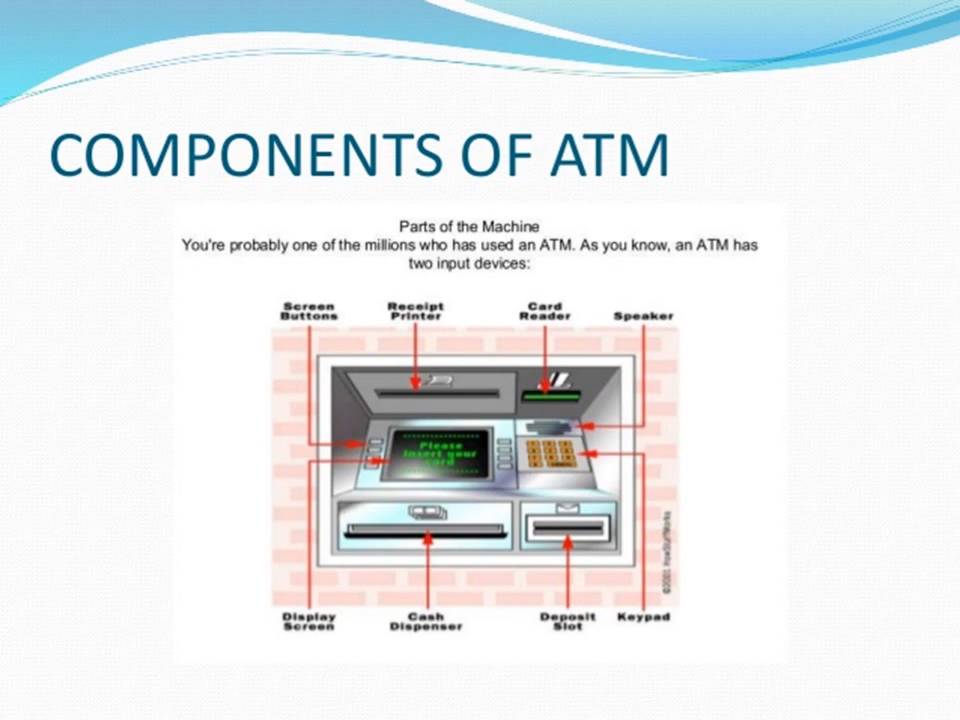 COMPONENTS OF ATM
Parts of the Machine
You're probably one of the millions who has used an ATM. As you know, an ATM has
two input devices:
Screen
Buttons
Receipt
Printer
Card
Reader
Speaker
Please
Insert your
card
©2001 HowStuffWorks
Display
Screen
Cash
Dispenser
Deposit
Slot
Keypad